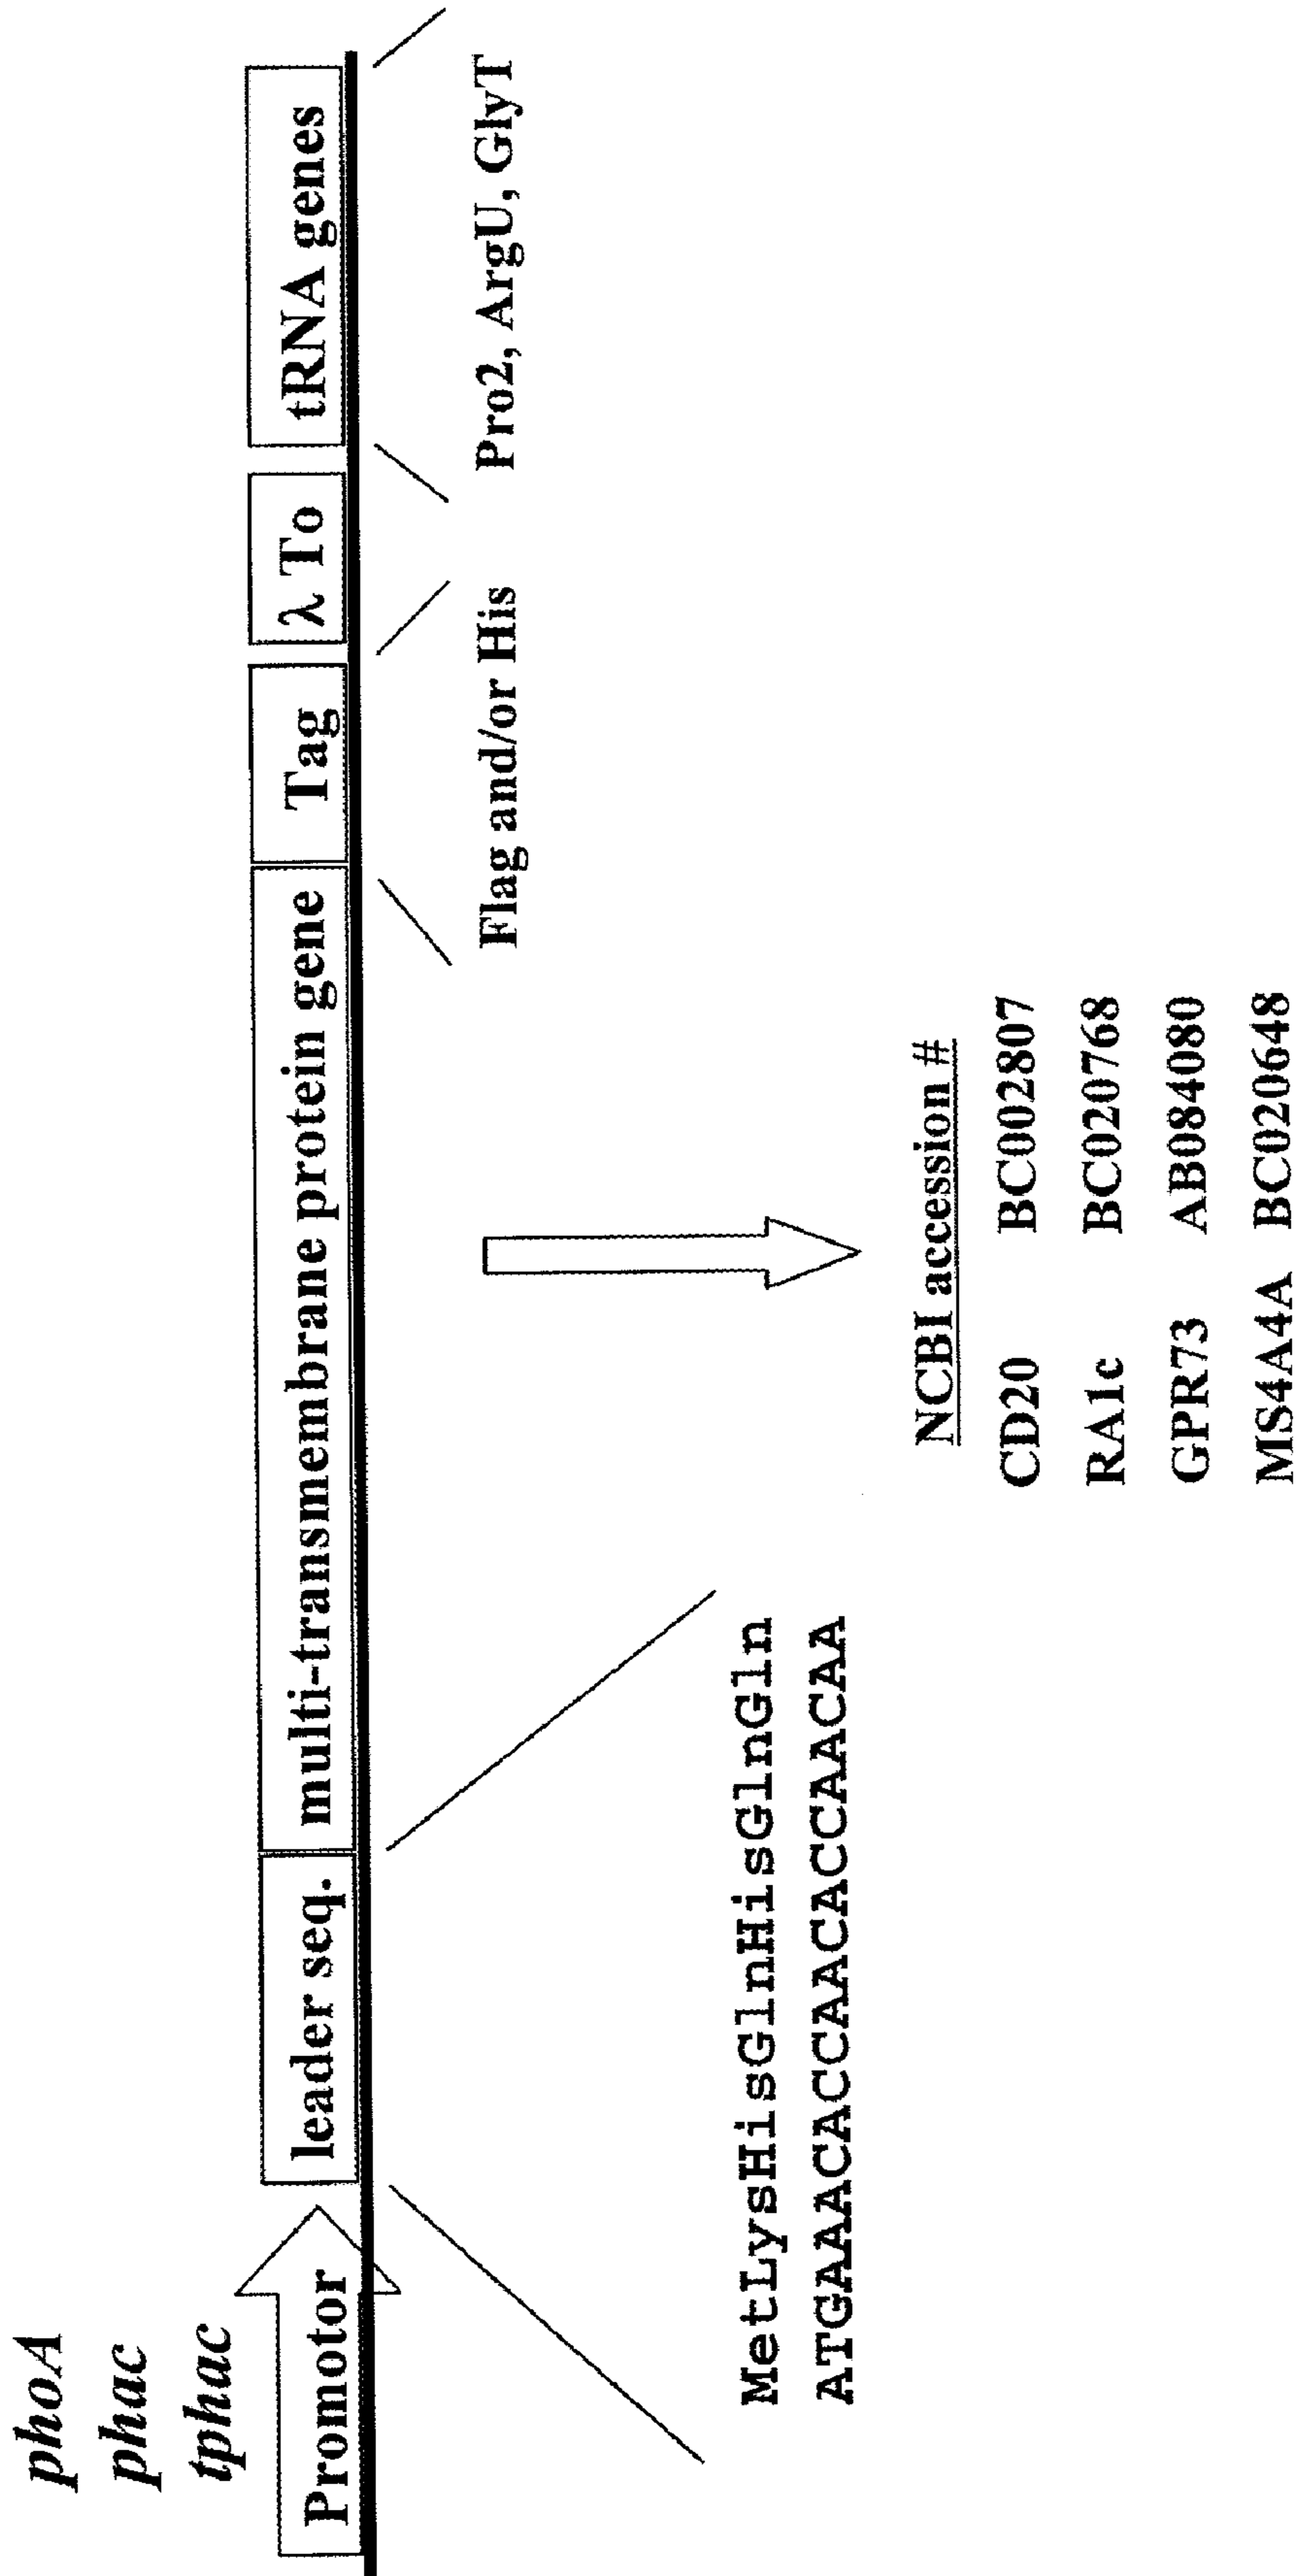 phoA
phac
tphac
Promotor
leader seq.
multi-transmembrane protein gene
Tag
λ To
tRNA genes
Flag and/or His
Pro2, ArgU, GlyT
MetLysHisGlnHisGlnGln
ATGAAACACCAACACCAACAA
NCBI accession #
CD20 BC002807
RA1c BC020768
GPR73 AB084080
MS4A4A BC020648